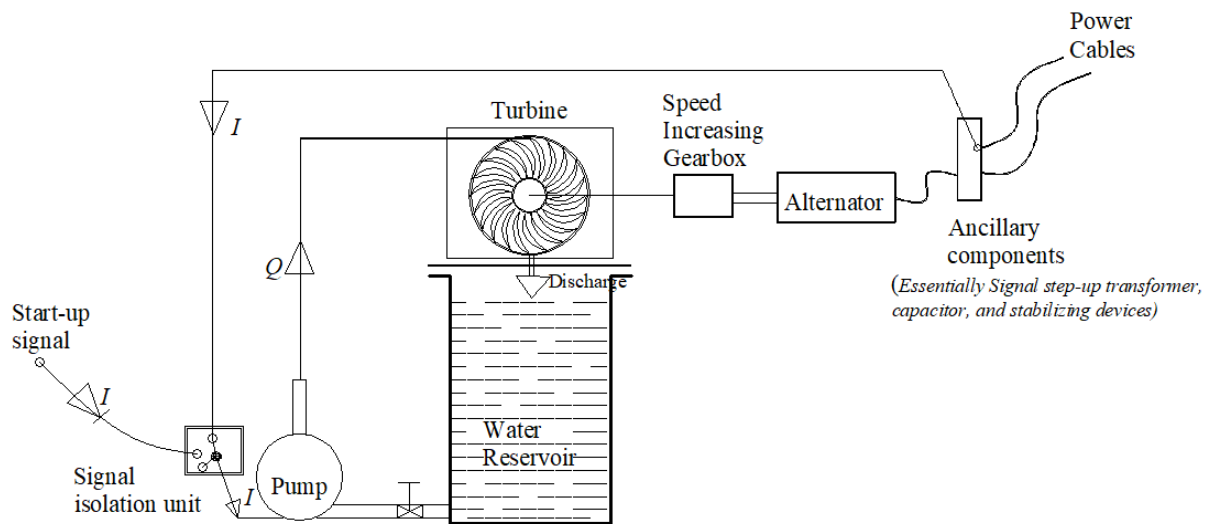 Power
Cables
I
Turbine
Speed
Increasing
Gearbox
Alternator
Ancillary
components
(Essentially Signal step-up transformer,
capacitor, and stabilizing devices)
Q
Discharge
Start-up
signal
I
Water
Reservoir
Signal
isolation unit
I
Pump